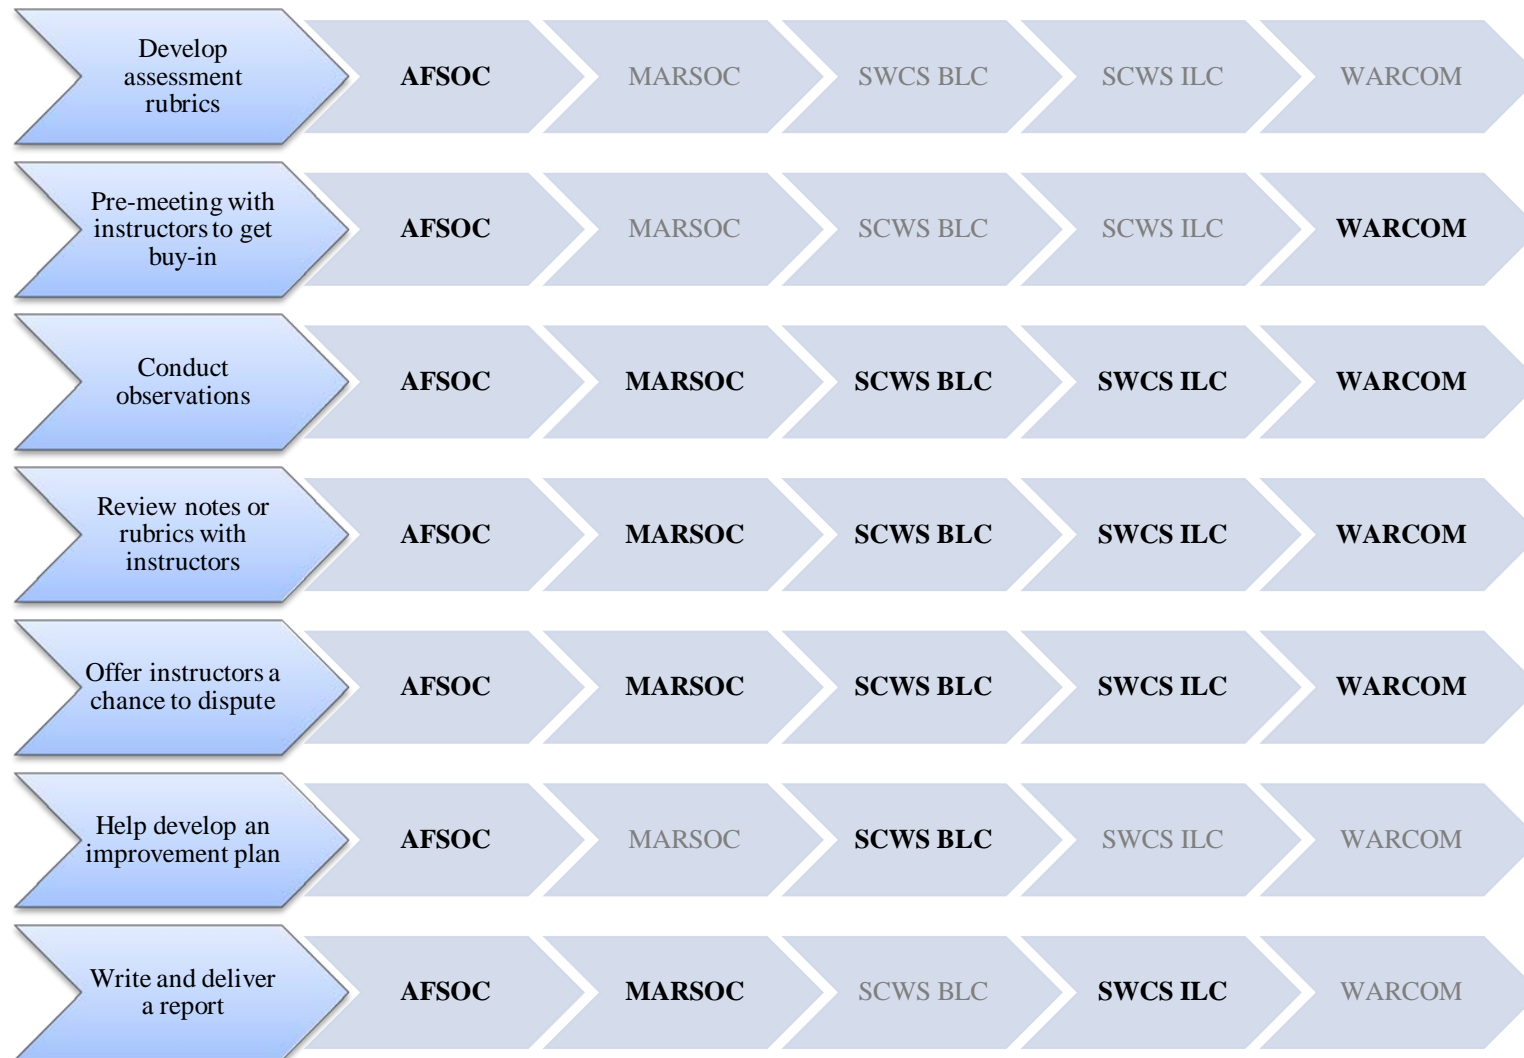 Develop
assessment
rubrics
AFSOC
MARSOC
SWCS BLC
SCWS ILC
WARCOM
Pre-meeting with
instructors to get
buy-in
AFSOC
MARSOC
SCWS BLC
SCWS ILC
WARCOM
Conduct
observations
AFSOC
MARSOC
SCWS BLC
SWCS ILC
WARCOM
Review notes or
rubrics with
instructors
AFSOC
MARSOC
SCWS BLC
SWCS ILC
WARCOM
Offer instructors a
chance to dispute
AFSOC
MARSOC
SCWS BLC
SWCS ILC
WARCOM
Help develop an
improvement plan
AFSOC
MARSOC
SCWS BLC
SWCS ILC
WARCOM
Write and deliver
a report
AFSOC
MARSOC
SCWS BLC
SWCS ILC
WARCOM